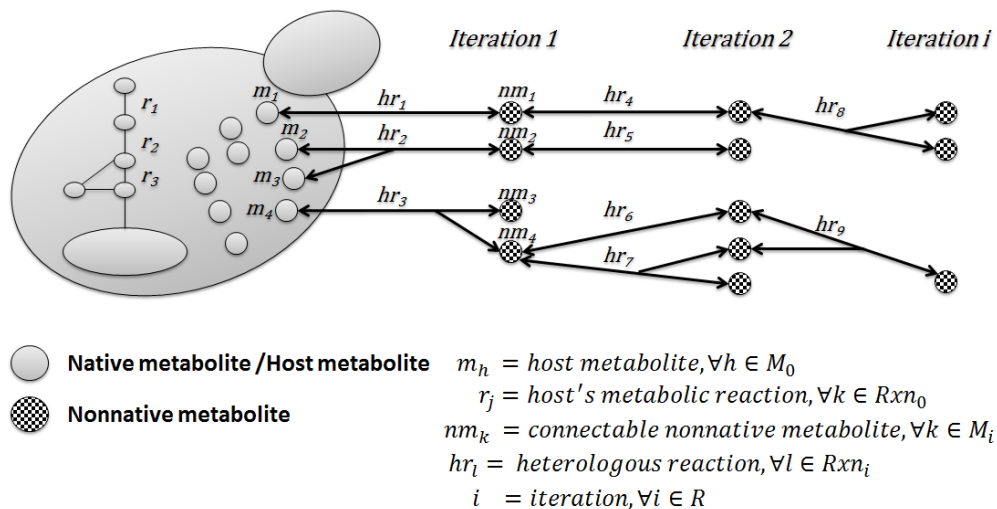 Iteration 1 Iteration 2 Iteration i
m₁ hr₁ nm₁ hr₄ hr₈
r₁
m₂ hr₂ nm₂ hr₅
r₂
m₃
r₃
m₄ hr₃ nm₃ hr₆ hr₉
nm₄ hr₇
Native metabolite /Host metabolite
Nonnative metabolite
mₕ = host metabolite, ∀h ∈ M₀
rⱼ = host's metabolic reaction, ∀k ∈ Rxn₀
nmₖ = connectable nonnative metabolite, ∀k ∈ Mᵢ
hrₗ = heterologous reaction, ∀l ∈ Rxnᵢ
i = iteration, ∀i ∈ R